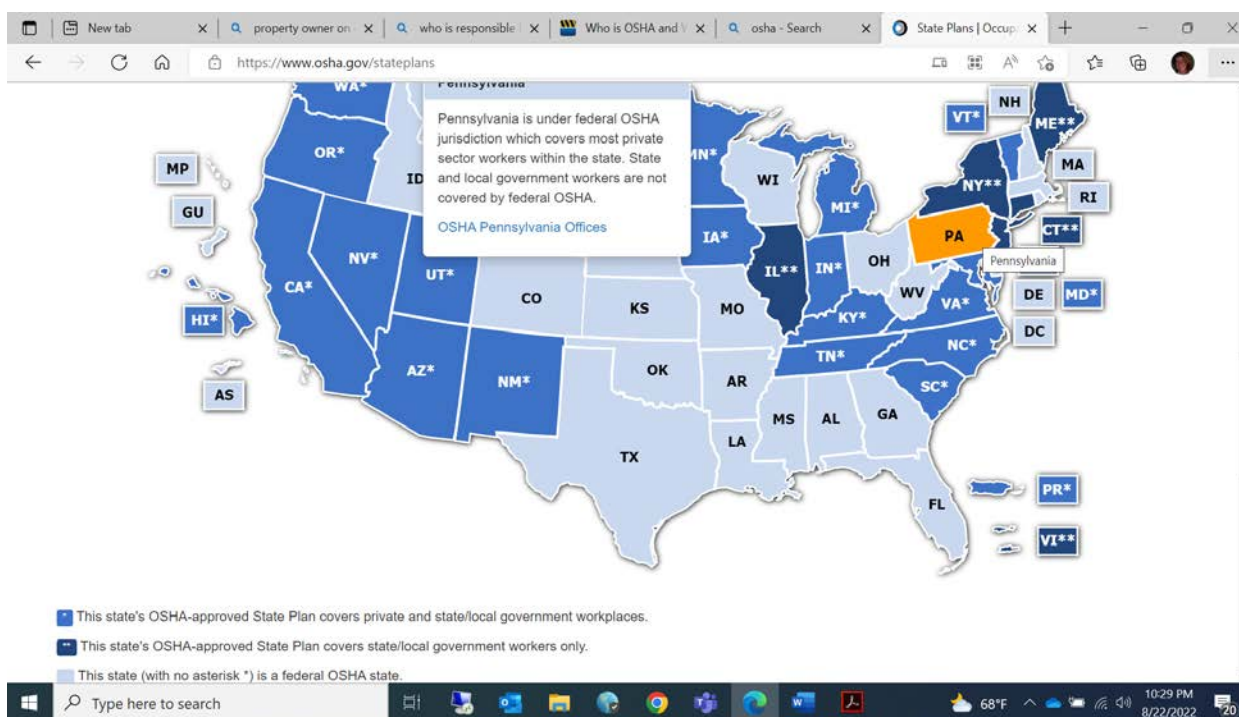 New tab
property owner on
who is responsible
Who is OSHA and
osha - Search
State Plans | Occup
https://www.osha.gov/stateplans
Pennsylvania
Pennsylvania is under federal OSHA
jurisdiction which covers most private
sector workers within the state. State
and local government workers are not
covered by federal OSHA.
OSHA Pennsylvania Offices
WA*
NH
VT*
ME**
OR*
MN*
MP
ID
WI
MA
NY**
RI
GU
MI*
IA*
PA
CT**
NV*
OH
Pennsylvania
UT*
IL**
IN*
CA*
CO
WV
DE
MD*
KS
MO
VA*
HI*
KY*
DC
NC*
TN*
AZ*
OK
NM*
AR
SC*
AS
MS
AL
GA
LA
TX
PR*
FL
VI**
* This state's OSHA-approved State Plan covers private and state/local government workplaces.
** This state's OSHA-approved State Plan covers state/local government workers only.
This state (with no asterisk *) is a federal OSHA state.
Type here to search
68°F
10:29 PM
8/22/2022
20